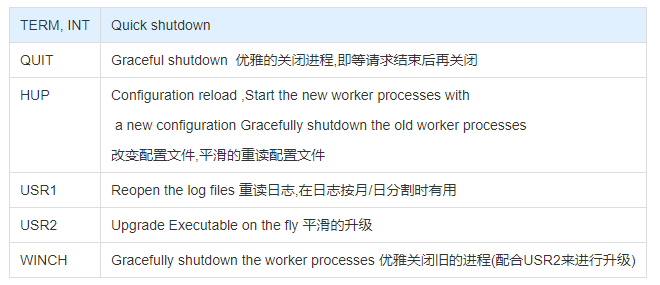 TERM, INT Quick shutdown
QUIT Graceful shutdown 优雅的关闭进程,即等请求结束后再关闭
HUP Configuration reload ,Start the new worker processes with
a new configuration Gracefully shutdown the old worker processes
改变配置文件,平滑的重读配置文件
USR1 Reopen the log files 重读日志,在日志按月/日分割时有用
USR2 Upgrade Executable on the fly 平滑的升级
WINCH Gracefully shutdown the worker processes 优雅关闭旧的进程(配合USR2来进行升级)